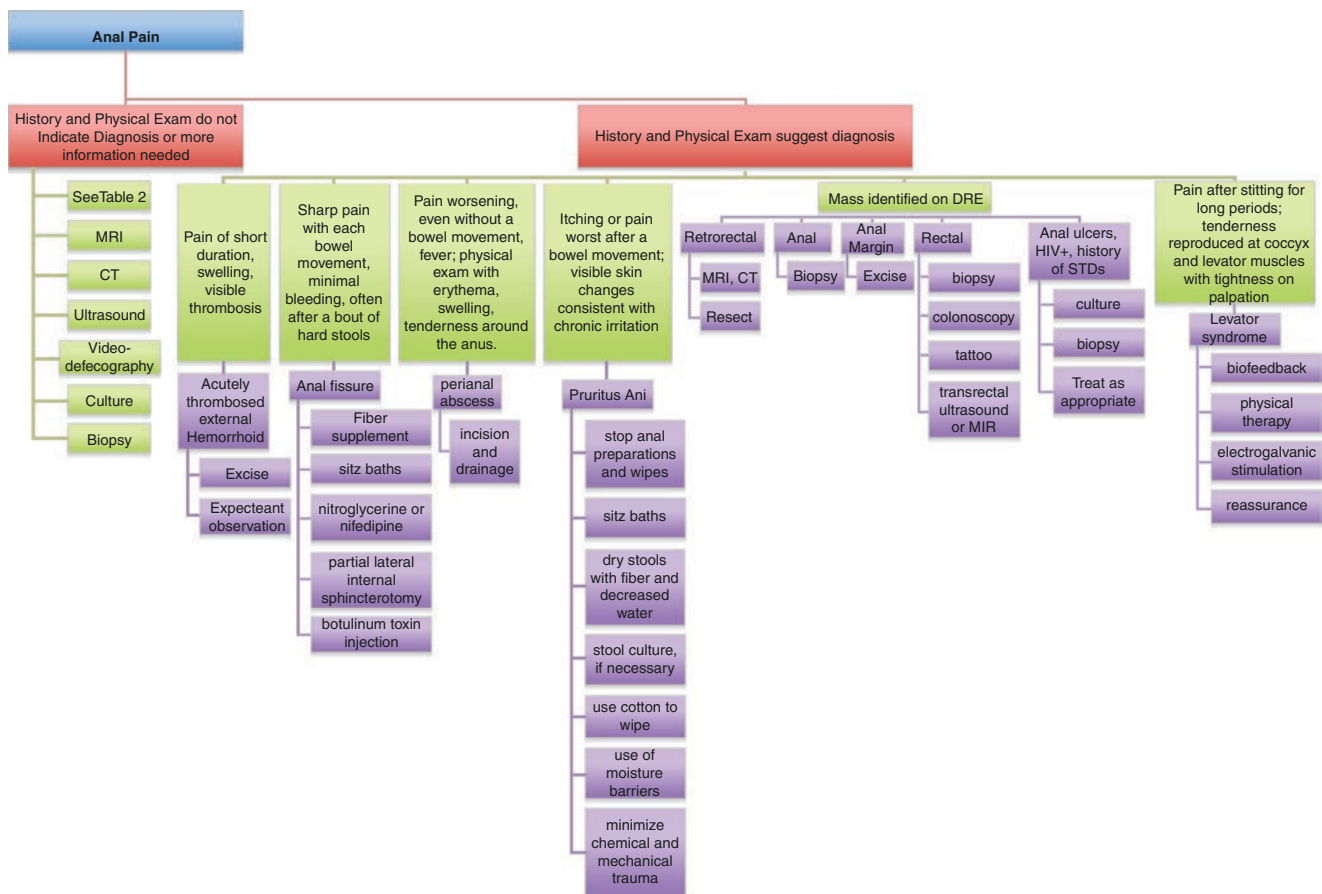 Anal Pain
History and Physical Exam do not
Indicate Diagnosis or more
information needed
History and Physical Exam suggest diagnosis
SeeTable 2
MRI
CT
Ultrasound
Video-
defecography
Culture
Biopsy
Pain of short
duration,
swelling,
visible
thrombosis
Acutely
thrombosed
external
Hemorrhoid
Excise
Expecteant
observation
Sharp pain
with each
bowel
movement,
minimal
bleeding, often
after a bout of
hard stools
Anal fissure
Fiber
supplement
sitz baths
nitroglycerine or
nifedipine
partial lateral
internal
sphincterotomy
botulinum toxin
injection
Pain worsening,
even without a
bowel movement,
fever; physical
exam with
erythema,
swelling,
tenderness around
the anus.
perianal
abscess
incision
and
drainage
Itching or pain
worst after a
bowel movement;
visible skin
changes
consistent with
chronic irritation
Pruritus Ani
stop anal
preparations
and wipes
sitz baths
dry stools
with fiber and
decreased
water
stool culture,
if necessary
use cotton to
wipe
use of
moisture
barriers
minimize
chemical and
mechanical
trauma
Mass identified on DRE
Retrorectal
MRI, CT
Resect
Anal
Biopsy
Anal
Margin
Excise
Rectal
biopsy
colonoscopy
tattoo
transrectal
ultrasound
or MIR
Anal ulcers,
HIV+, history
of STDs
culture
biopsy
Treat as
appropriate
Pain after stitting for
long periods;
tenderness
reproduced at coccyx
and levator muscles
with tightness on
palpation
Levator
syndrome
biofeedback
physical
therapy
electrogalvanic
stimulation
reassurance